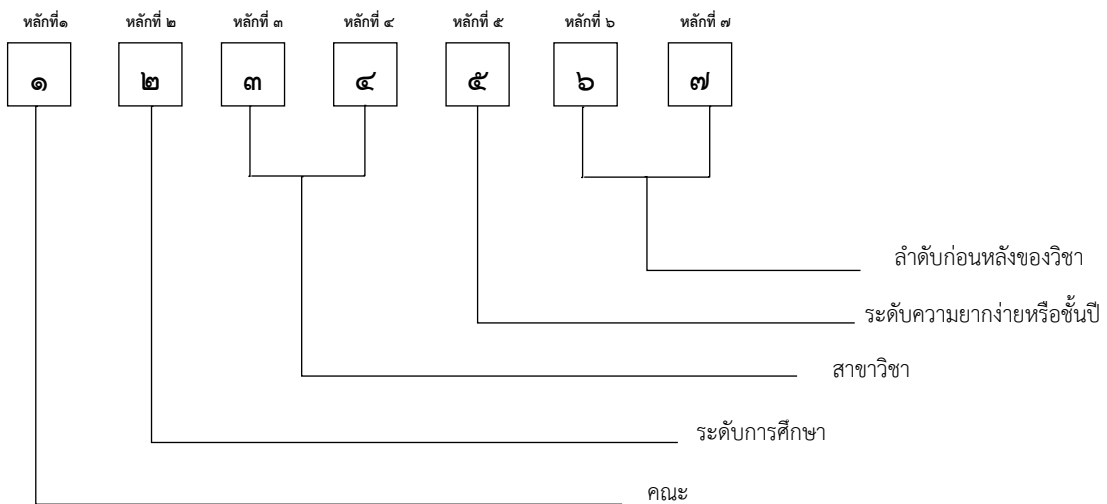 หลักที่๑ หลักที่ ๒ หลักที่ ๓ หลักที่ ๔ หลักที่ ๕ หลักที่ ๖ หลักที่ ๗
๑ ๒ ๓ ๔ ๕ ๖ ๗
ลำดับก่อนหลังของวิชา
ระดับความยากง่ายหรือชั้นปี
สาขาวิชา
ระดับการศึกษา
คณะ